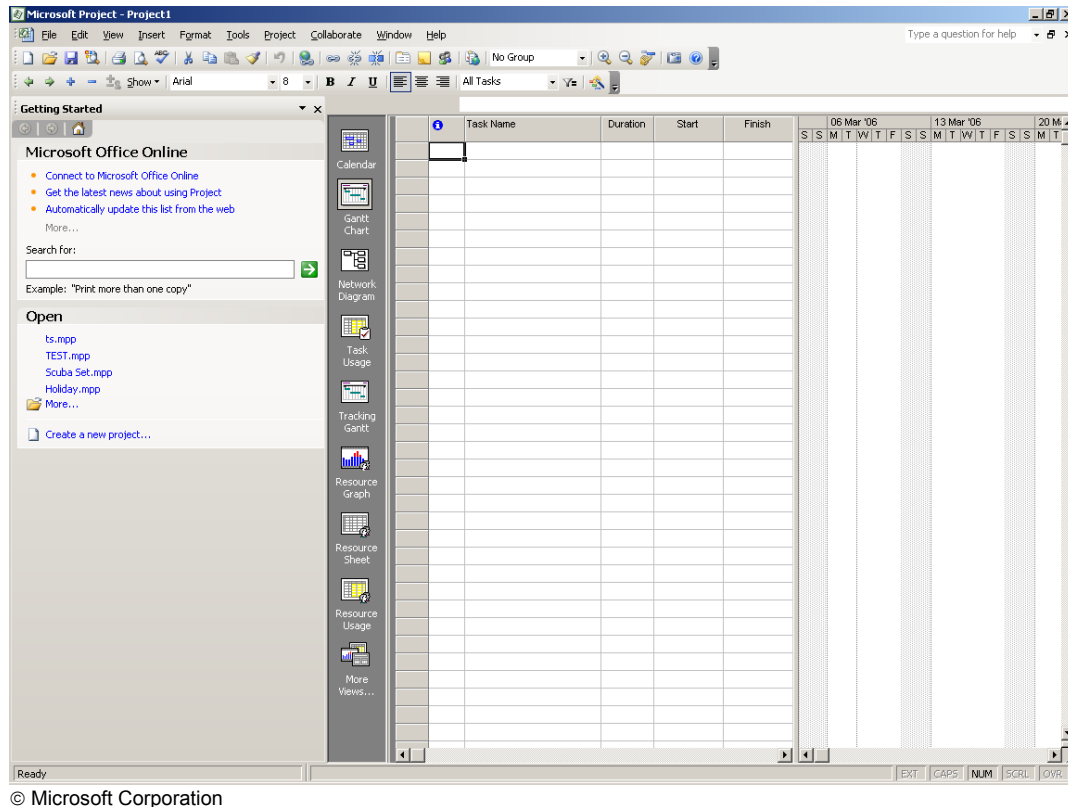 Microsoft Project - Project1
File Edit View Insert Format Tools Project Collaborate Window Help Type a question for help
No Group
Show Arial 8 B I U All Tasks Y=
Getting Started
Microsoft Office Online
Connect to Microsoft Office Online
Get the latest news about using Project
Automatically update this list from the web
More...
Search for:
Example: "Print more than one copy"
Open
ts.mpp
TEST.mpp
Scuba Set.mpp
Holiday.mpp
More...
Create a new project...
Calendar
Gantt
Chart
Network
Diagram
Task
Usage
Tracking
Gantt
Resource
Graph
Resource
Sheet
Resource
Usage
More
Views...
Task Name Duration Start Finish
06 Mar '06 13 Mar '06 20 Ma
S S M T W T F S S M T W T F S S M T
Ready EXT CAPS NUM SCRL OVR
© Microsoft Corporation